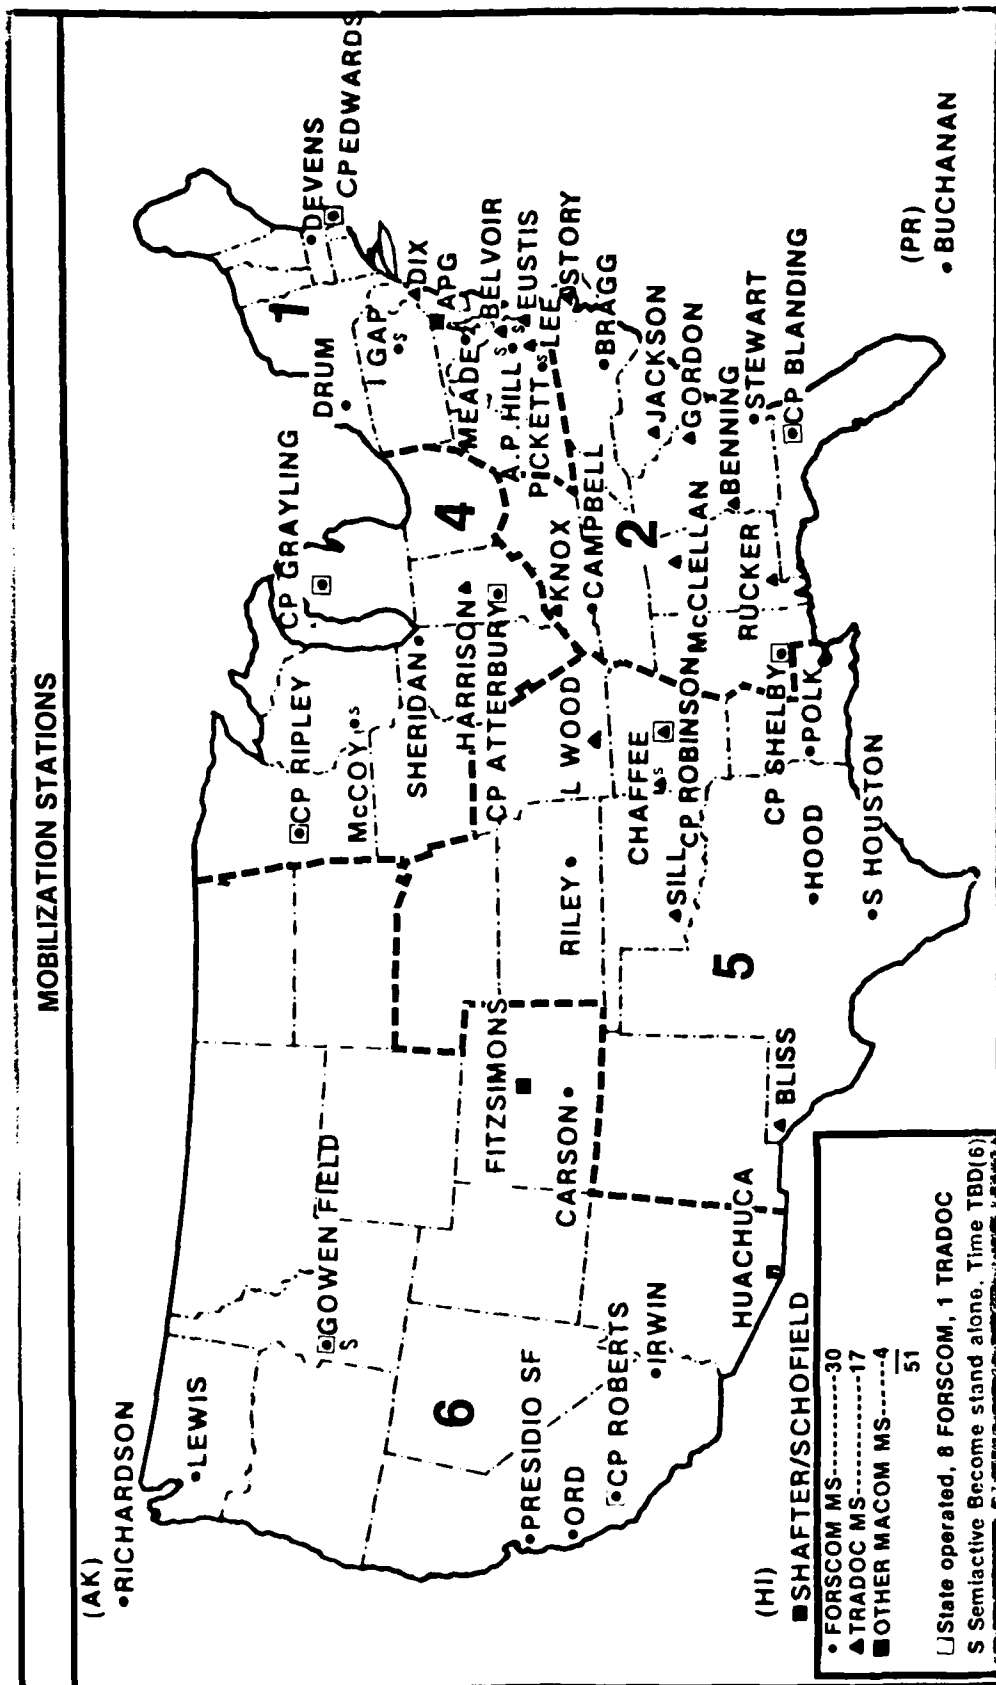 MOBILIZATION STATIONS
(AK)
•RICHARDSON
•LEWIS
GOWEN FIELD
S
CP RIPLEY
McCOY •S
CP GRAYLING
DRUM
1
DEVENS
CP EDWARDS
I GAP
S
DIX
APG
MEADE
BELVOIR
A.P. HILL S
S
EUSTIS
PICKETT S
LEE
STORY
BRAGG
4
SHERIDAN
HARRISON
CP ATTERBURY
KNOX
CAMPBELL
2
JACKSON
GORDON
McCLELLAN
BENNING
STEWART
RUCKER
CP BLANDING
(PR)
•BUCHANAN
6
PRESIDIO SF
•ORD
CP ROBERTS
IRWIN
FITZSIMONS
CARSON
RILEY
L WOOD
CHAFFEE
S
CP ROBINSON
SILL
CP SHELBY
POLK
5
HOOD
S HOUSTON
BLISS
HUACHUCA
(HI)
■SHAFTER/SCHOFIELD
• FORSCOM MS----------30
▲TRADOC MS-----------17
■OTHER MACOM MS-----4
51
□State operated, 8 FORSCOM, 1 TRADOC
S Semiactive Become stand alone, Time TBD(6)